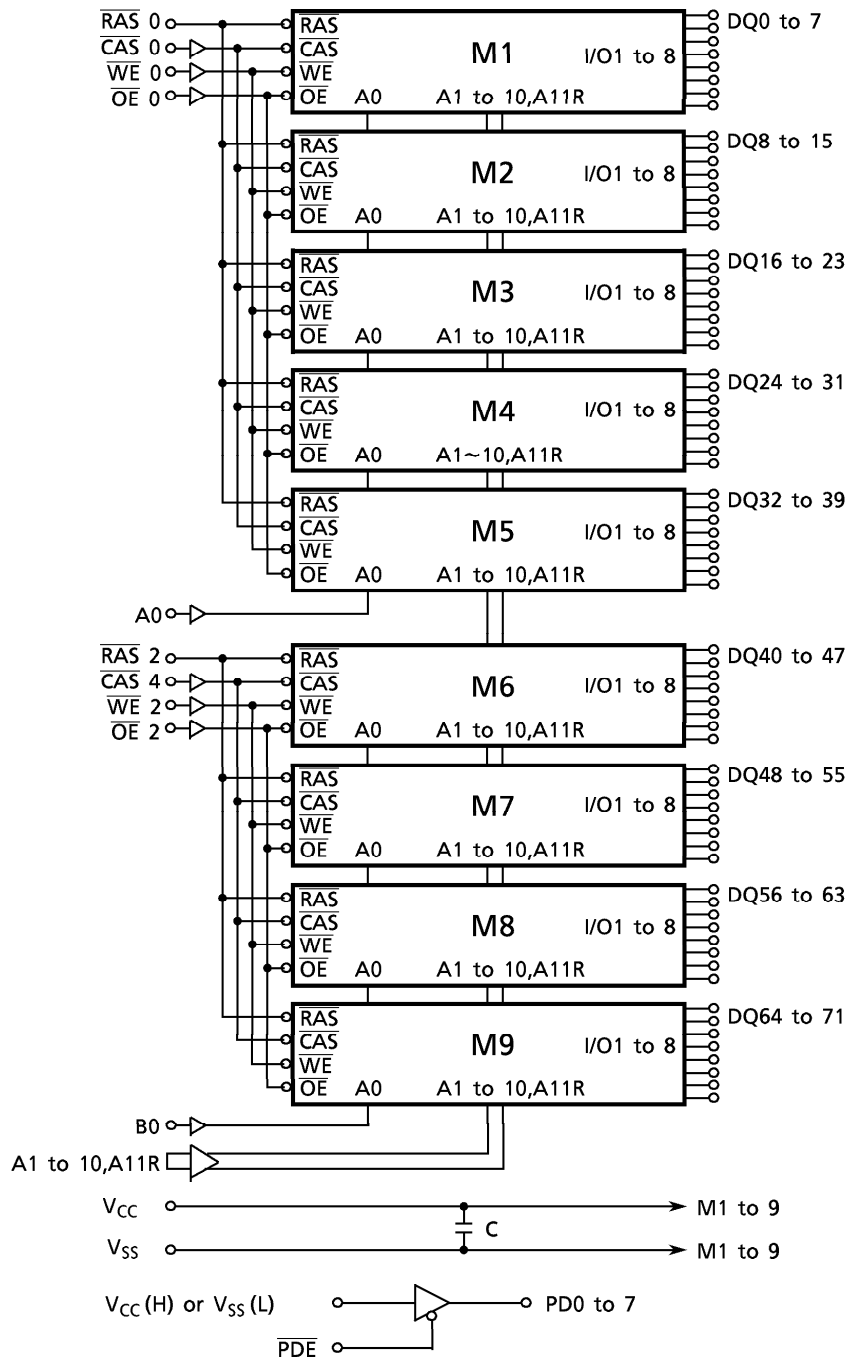 RAS 0
CAS 0
WE 0
OE 0
RAS
CAS
WE
OE A0
M1
A1 to 10,A11R
I/O1 to 8
DQ0 to 7
RAS
CAS
WE
OE A0
M2
A1 to 10,A11R
I/O1 to 8
DQ8 to 15
RAS
CAS
WE
OE A0
M3
A1 to 10,A11R
I/O1 to 8
DQ16 to 23
RAS
CAS
WE
OE A0
M4
A1~10,A11R
I/O1 to 8
DQ24 to 31
RAS
CAS
WE
OE A0
M5
A1 to 10,A11R
I/O1 to 8
DQ32 to 39
A0
RAS 2
CAS 4
WE 2
OE 2
RAS
CAS
WE
OE A0
M6
A1 to 10,A11R
I/O1 to 8
DQ40 to 47
RAS
CAS
WE
OE A0
M7
A1 to 10,A11R
I/O1 to 8
DQ48 to 55
RAS
CAS
WE
OE A0
M8
A1 to 10,A11R
I/O1 to 8
DQ56 to 63
RAS
CAS
WE
OE A0
M9
A1 to 10,A11R
I/O1 to 8
DQ64 to 71
B0
A1 to 10,A11R
VCC
M1 to 9
C
VSS
M1 to 9
VCC(H) or VSS(L)
PD0 to 7
PDE